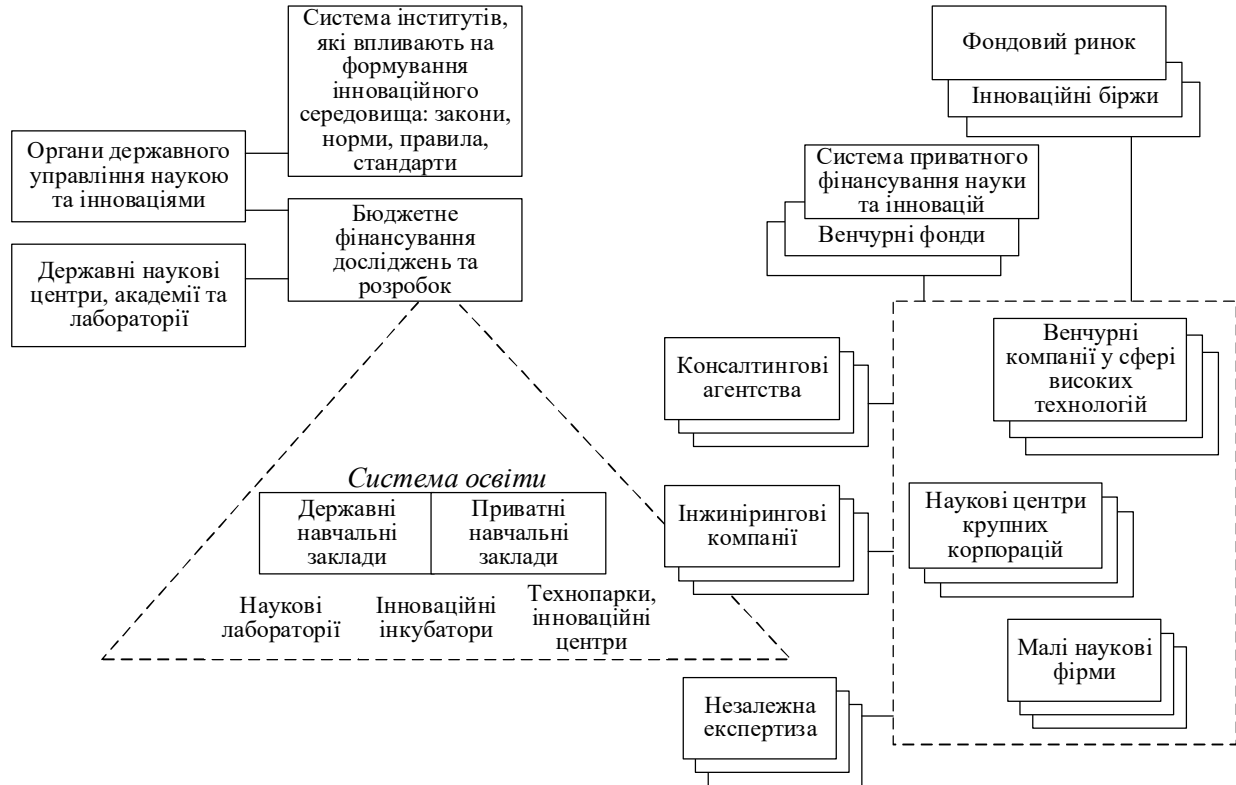 Система інститутів,
які впливають на
формування
інноваційного
середовища: закони,
норми, правила,
стандарти
Органи державного
управління наукою
та інноваціями
Бюджетне
фінансування
досліджень та
розробок
Державні наукові
центри, академії та
лабораторії
Фондовий ринок
Інноваційні біржи
Система приватного
фінансування науки
та інновацій
Венчурні фонди
Консалтингові
агентства
Венчурні
компанії у сфері
високих
технологій
Система освіти
Державні
навчальні
заклади
Приватні
навчальні
заклади
Наукові
лабораторії
Інноваційні
інкубатори
Технопарки,
інноваційні
центри
Інжинірингові
компанії
Наукові центри
крупних
корпорацій
Малі наукові
фірми
Незалежна
експертиза